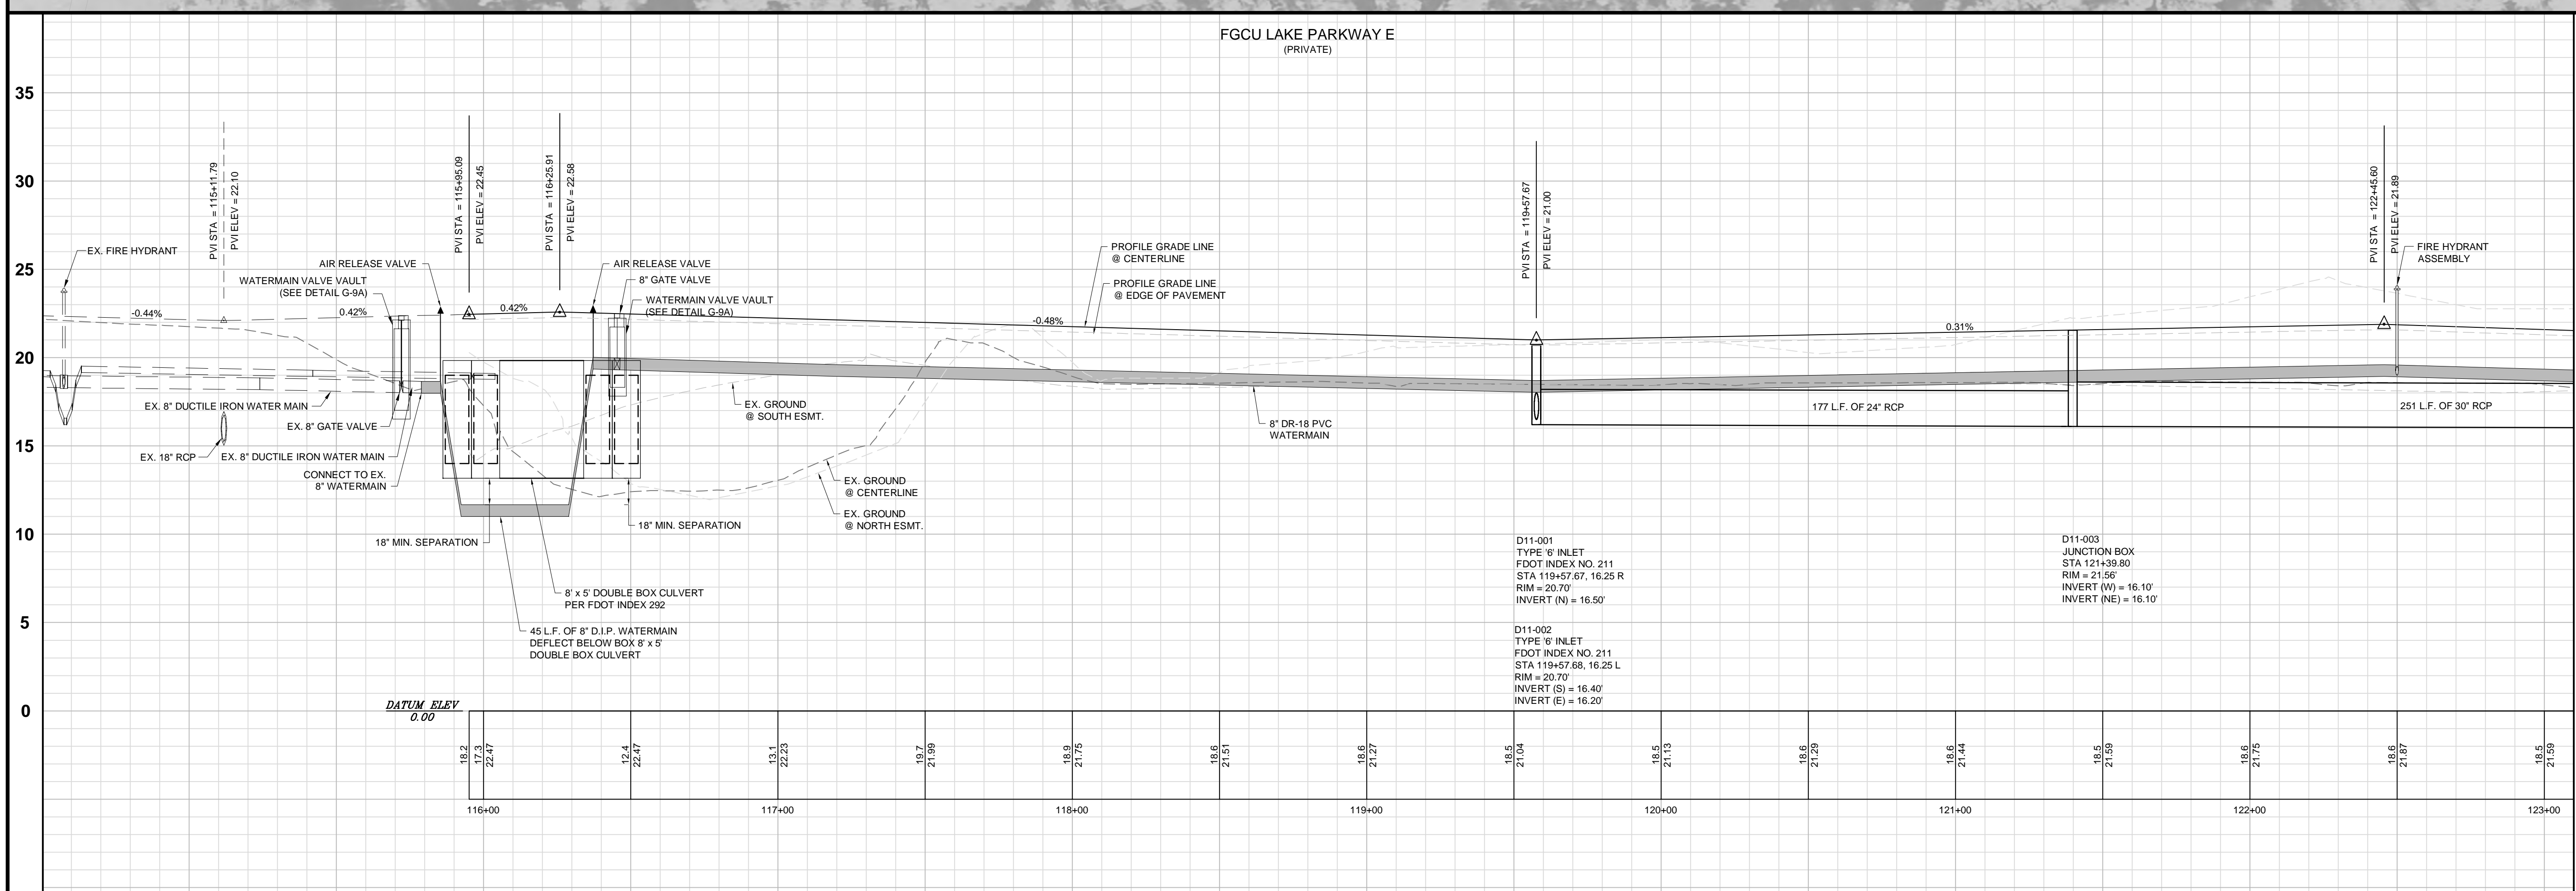 FGCU LAKE PARKWAY E
(PRIVATE)
35
30
25
20
15
10
5
0
PVI STA = 115+11.79
PVI ELEV = 22.10
PVI STA = 115+95.09
PVI ELEV = 22.45
PVI STA = 116+25.91
PVI ELEV = 22.58
PVI STA = 119+57.67
PVI ELEV = 21.00
PVI STA = 122+45.60
PVI ELEV = 21.89
EX. FIRE HYDRANT
AIR RELEASE VALVE
WATERMAIN VALVE VAULT
(SEE DETAIL G-9A)
-0.44%
0.42%
0.42%
AIR RELEASE VALVE
8" GATE VALVE
WATERMAIN VALVE VAULT
(SEE DETAIL G-9A)
PROFILE GRADE LINE
@ CENTERLINE
PROFILE GRADE LINE
@ EDGE OF PAVEMENT
-0.48%
0.31%
FIRE HYDRANT
ASSEMBLY
EX. 8" DUCTILE IRON WATER MAIN
EX. 8" GATE VALVE
EX. 18" RCP
EX. 8" DUCTILE IRON WATER MAIN
CONNECT TO EX.
8" WATERMAIN
18" MIN. SEPARATION
18" MIN. SEPARATION
EX. GROUND
@ SOUTH ESMT.
EX. GROUND
@ CENTERLINE
EX. GROUND
@ NORTH ESMT.
8" DR-18 PVC
WATERMAIN
177 L.F. OF 24" RCP
251 L.F. OF 30" RCP
8' x 5' DOUBLE BOX CULVERT
PER FDOT INDEX 292
45 L.F. OF 8" D.I.P. WATERMAIN
DEFLECT BELOW BOX 8' x 5'
DOUBLE BOX CULVERT
D11-001
TYPE '6' INLET
FDOT INDEX NO. 211
STA 119+57.67, 16.25 R
RIM = 20.70'
INVERT (N) = 16.50'
D11-002
TYPE '6' INLET
FDOT INDEX NO. 211
STA 119+57.68, 16.25 L
RIM = 20.70'
INVERT (S) = 16.40'
INVERT (E) = 16.20'
D11-003
JUNCTION BOX
STA 121+39.80
RIM = 21.56'
INVERT (W) = 16.10'
INVERT (NE) = 16.10'
DATUM ELEV
0.00
18.2
17.3
22.47
12.4
22.47
13.1
22.23
19.7
21.99
18.9
21.75
18.6
21.51
18.6
21.27
18.5
21.04
18.5
21.13
18.6
21.29
18.6
21.44
18.5
21.59
18.6
21.75
18.6
21.87
18.5
21.59
116+00
117+00
118+00
119+00
120+00
121+00
122+00
123+00